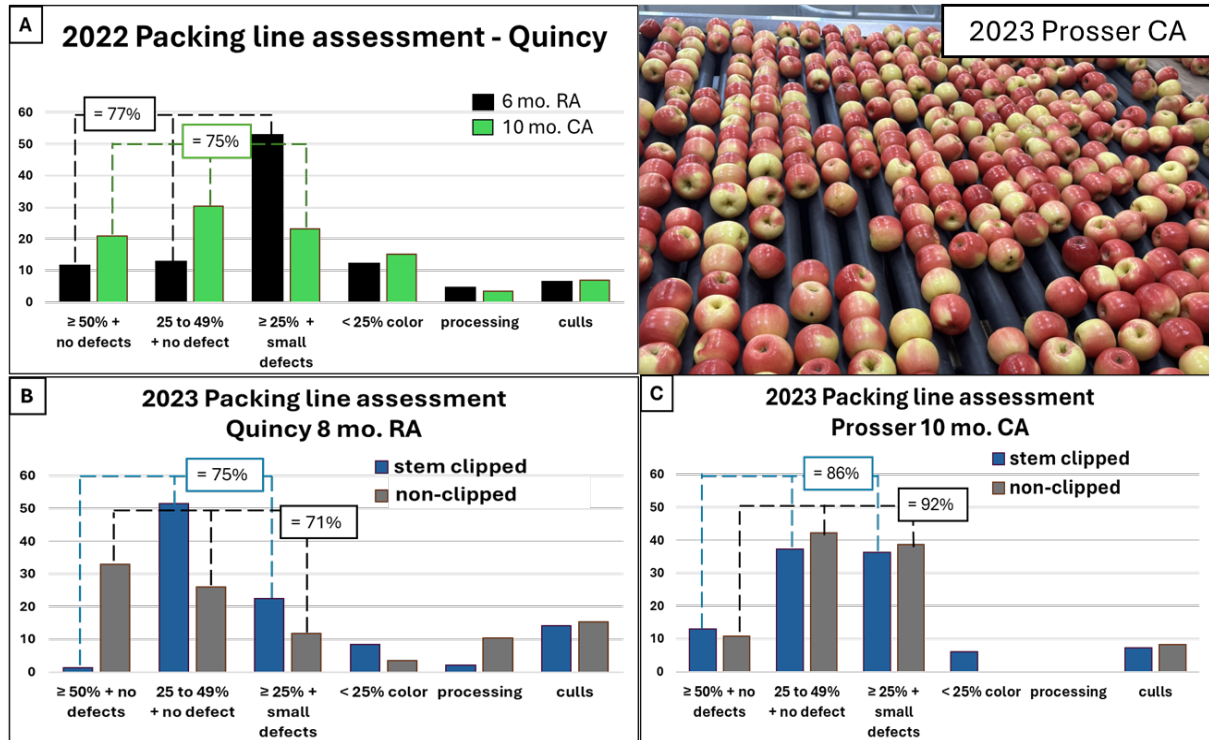 A
2022 Packing line assessment - Quincy
6 mo. RA
10 mo. CA
= 77%
= 75%
60
50
40
30
20
10
0
≥ 50% + no defects
25 to 49% + no defect
≥ 25% + small defects
< 25% color
processing
culls
2023 Prosser CA
B
2023 Packing line assessment
Quincy 8 mo. RA
stem clipped
non-clipped
= 75%
= 71%
60
50
40
30
20
10
0
≥ 50% + no defects
25 to 49% + no defect
≥ 25% + small defects
< 25% color
processing
culls
C
2023 Packing line assessment
Prosser 10 mo. CA
stem clipped
non-clipped
= 86%
= 92%
60
50
40
30
20
10
0
≥ 50% + no defects
25 to 49% + no defect
≥ 25% + small defects
< 25% color
processing
culls